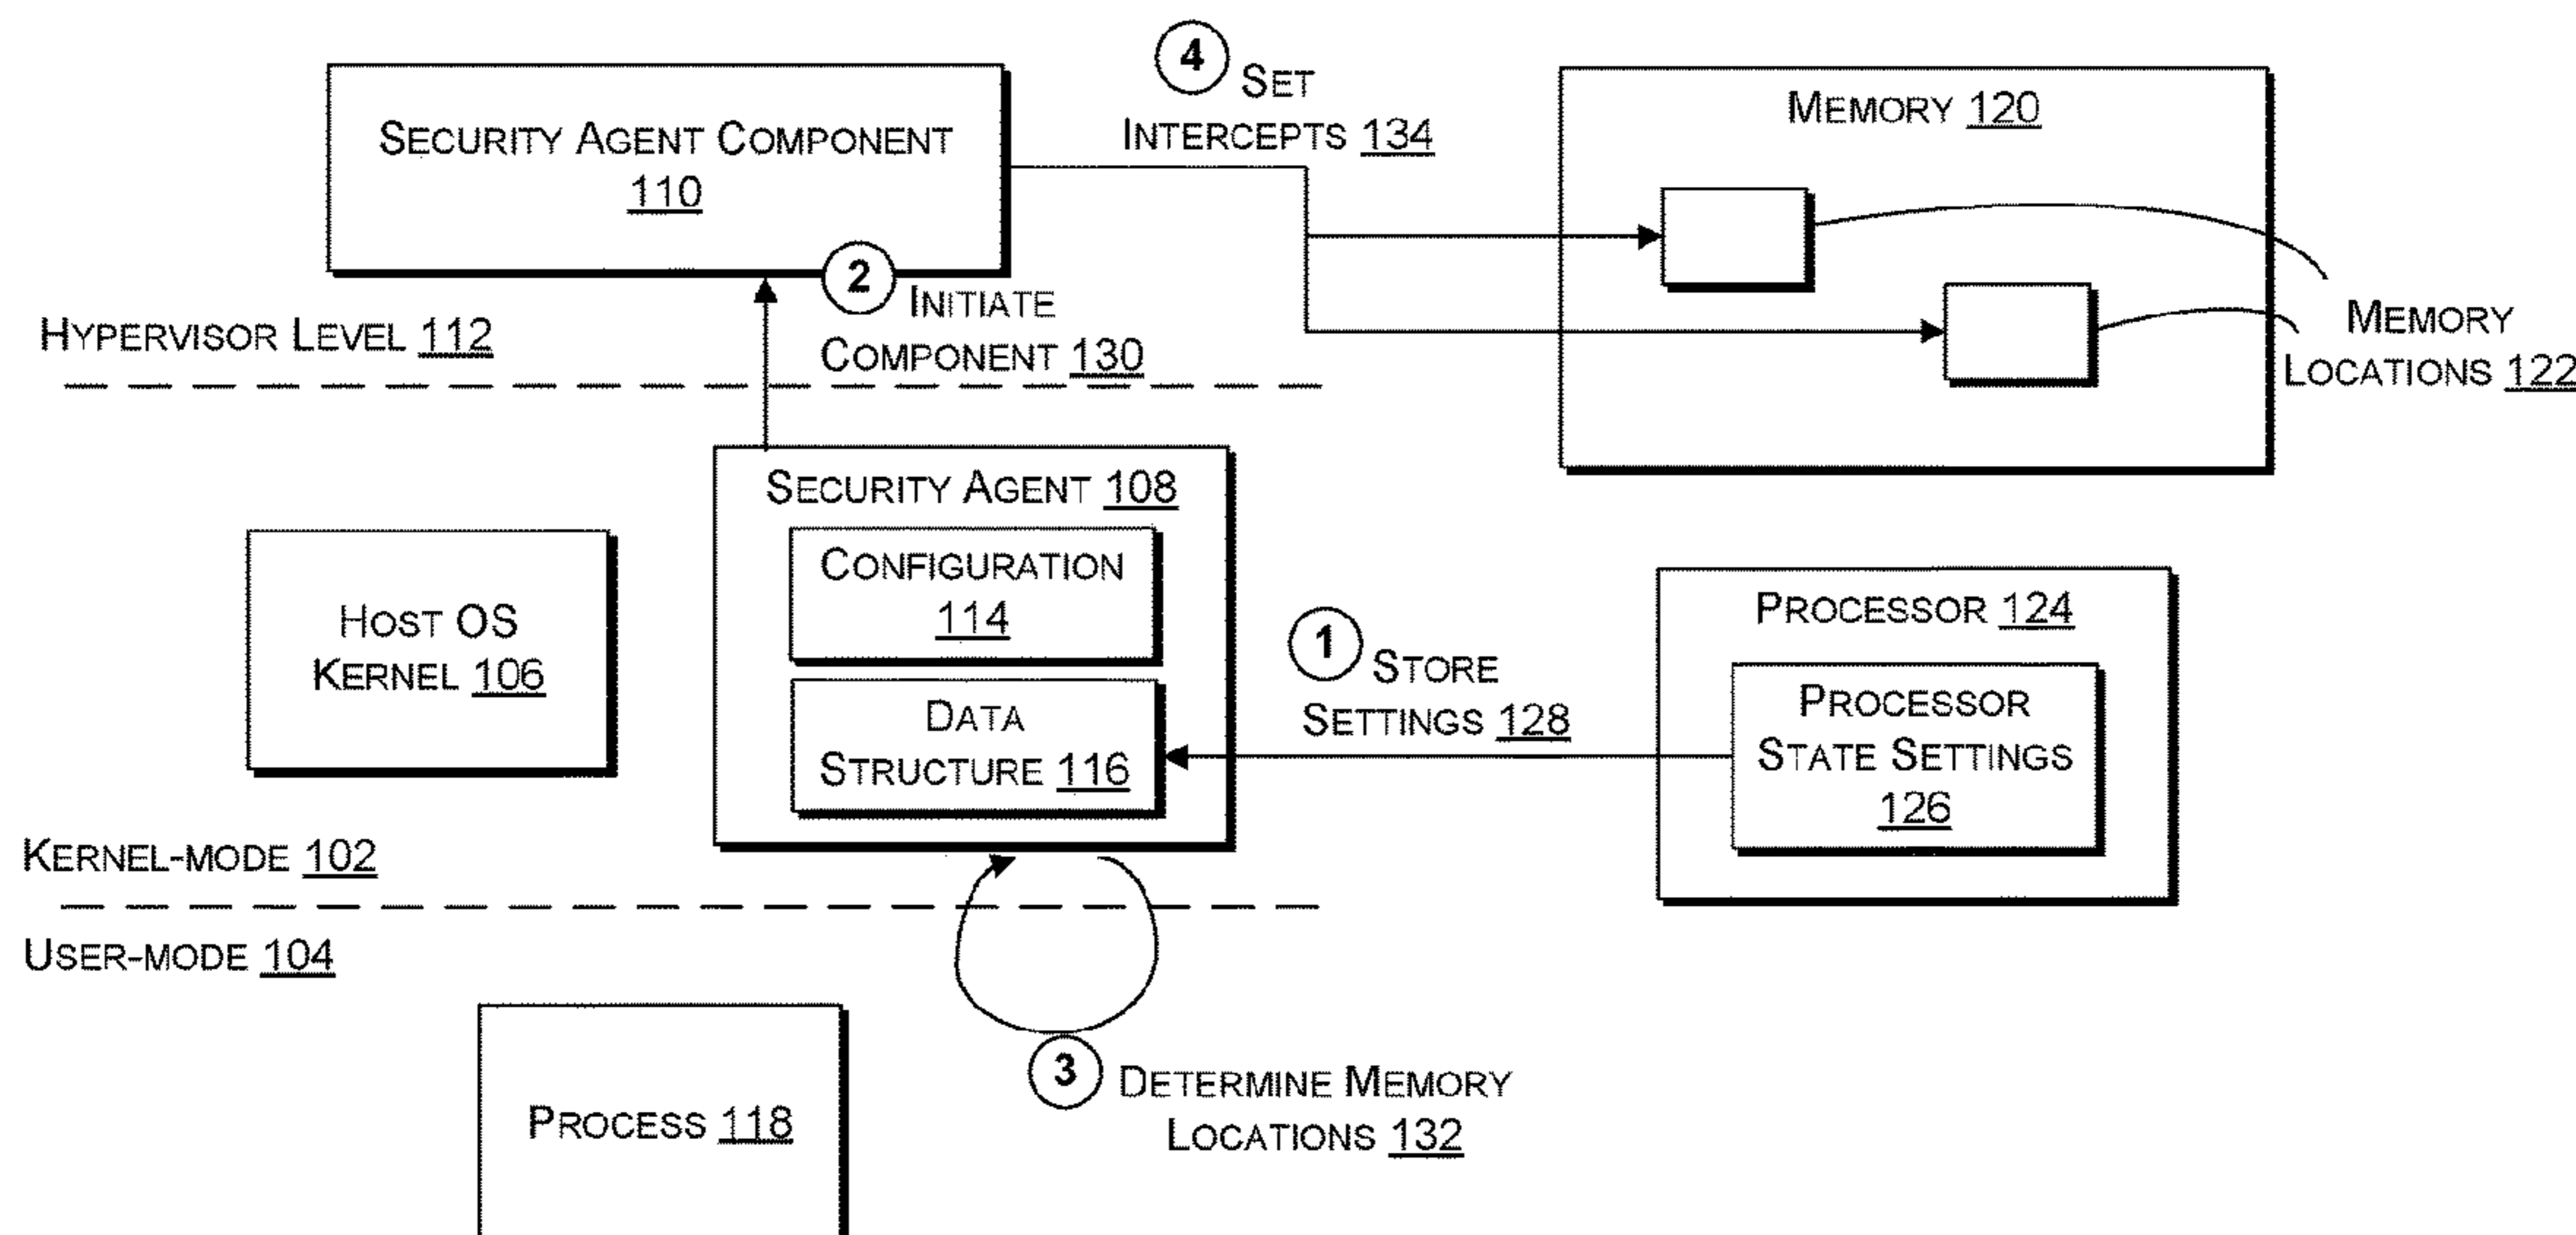 4
SET
INTERCEPTS 134
SECURITY AGENT COMPONENT
110
MEMORY 120
2
INITIATE
COMPONENT 130
HYPERVISOR LEVEL 112
MEMORY
LOCATIONS 122
SECURITY AGENT 108
CONFIGURATION
114
DATA
STRUCTURE 116
HOST OS
KERNEL 106
1
STORE
SETTINGS 128
PROCESSOR 124
PROCESSOR
STATE SETTINGS
126
KERNEL-MODE 102
USER-MODE 104
3
DETERMINE MEMORY
LOCATIONS 132
PROCESS 118